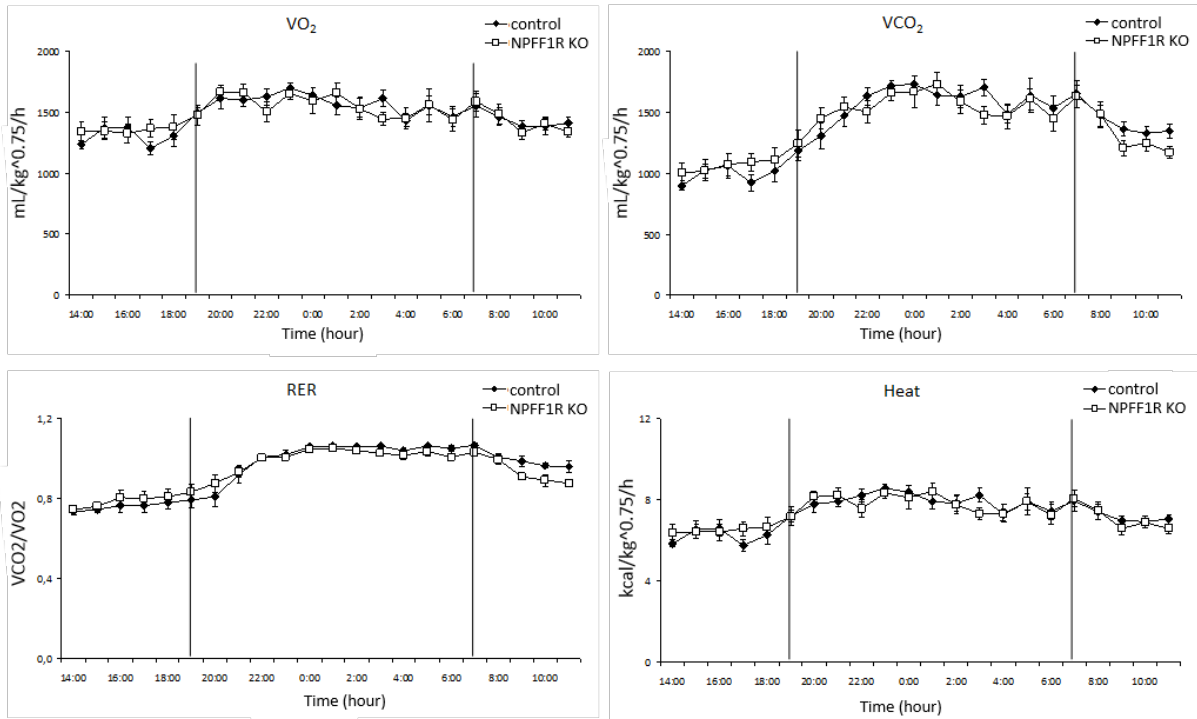 VO2
control
NPFF1R KO
2000
1500
1000
500
0
mL/kg^0.75/h
14:00 16:00 18:00 20:00 22:00 0:00 2:00 4:00 6:00 8:00 10:00
Time (hour)
VCO2
control
NPFF1R KO
2000
1500
1000
500
0
mL/kg^0.75/h
14:00 16:00 18:00 20:00 22:00 0:00 2:00 4:00 6:00 8:00 10:00
Time (hour)
RER
control
NPFF1R KO
1,2
0,8
0,4
0,0
VCO2/VO2
14:00 16:00 18:00 20:00 22:00 0:00 2:00 4:00 6:00 8:00 10:00
Time (hour)
Heat
control
NPFF1R KO
12
8
4
0
kcal/kg^0.75/h
14:00 16:00 18:00 20:00 22:00 0:00 2:00 4:00 6:00 8:00 10:00
Time (hour)